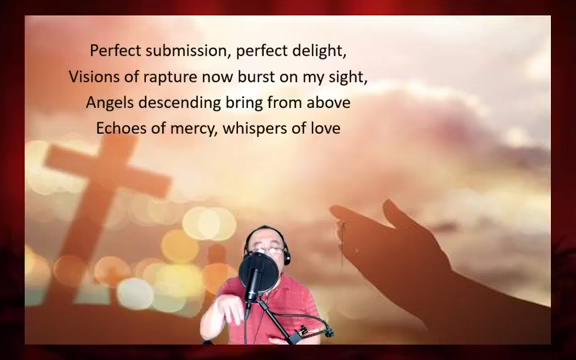 Perfect submission, perfect delight,
Visions of rapture now burst on my sight,
Angels descending bring from above
Echoes of mercy, whispers of love